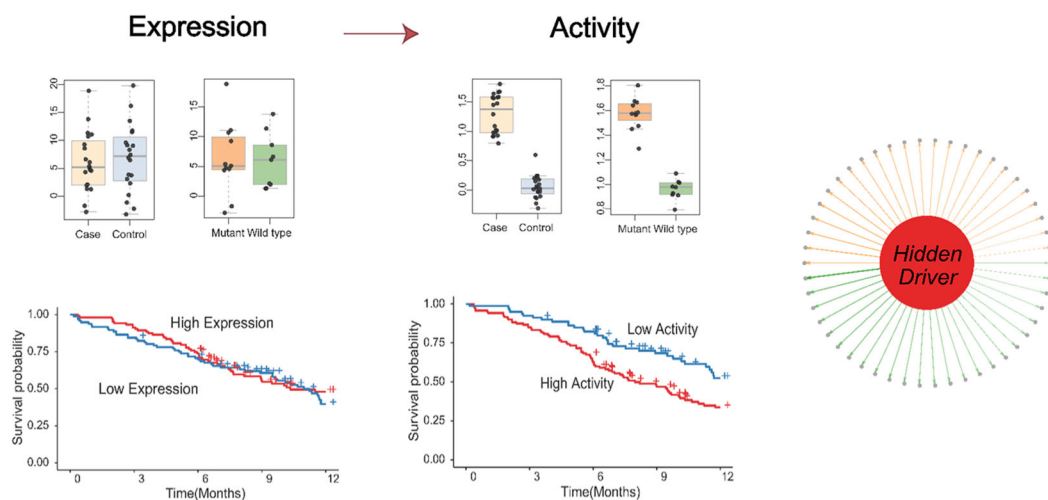 Expression
Activity
20
15
10
5
0
Case
Control
15
10
5
0
Mutant Wild type
1.5
1.0
0.5
0.0
Case
Control
1.8
1.6
1.4
1.2
1.0
0.8
Mutant Wild type
Hidden
Driver
Survival probability
1.00
0.75
0.50
0.25
0.00
High Expression
Low Expression
0
3
6
9
12
Time(Months)
Survival probability
1.00
0.75
0.50
0.25
0.00
Low Activity
High Activity
0
3
6
9
12
Time(Months)